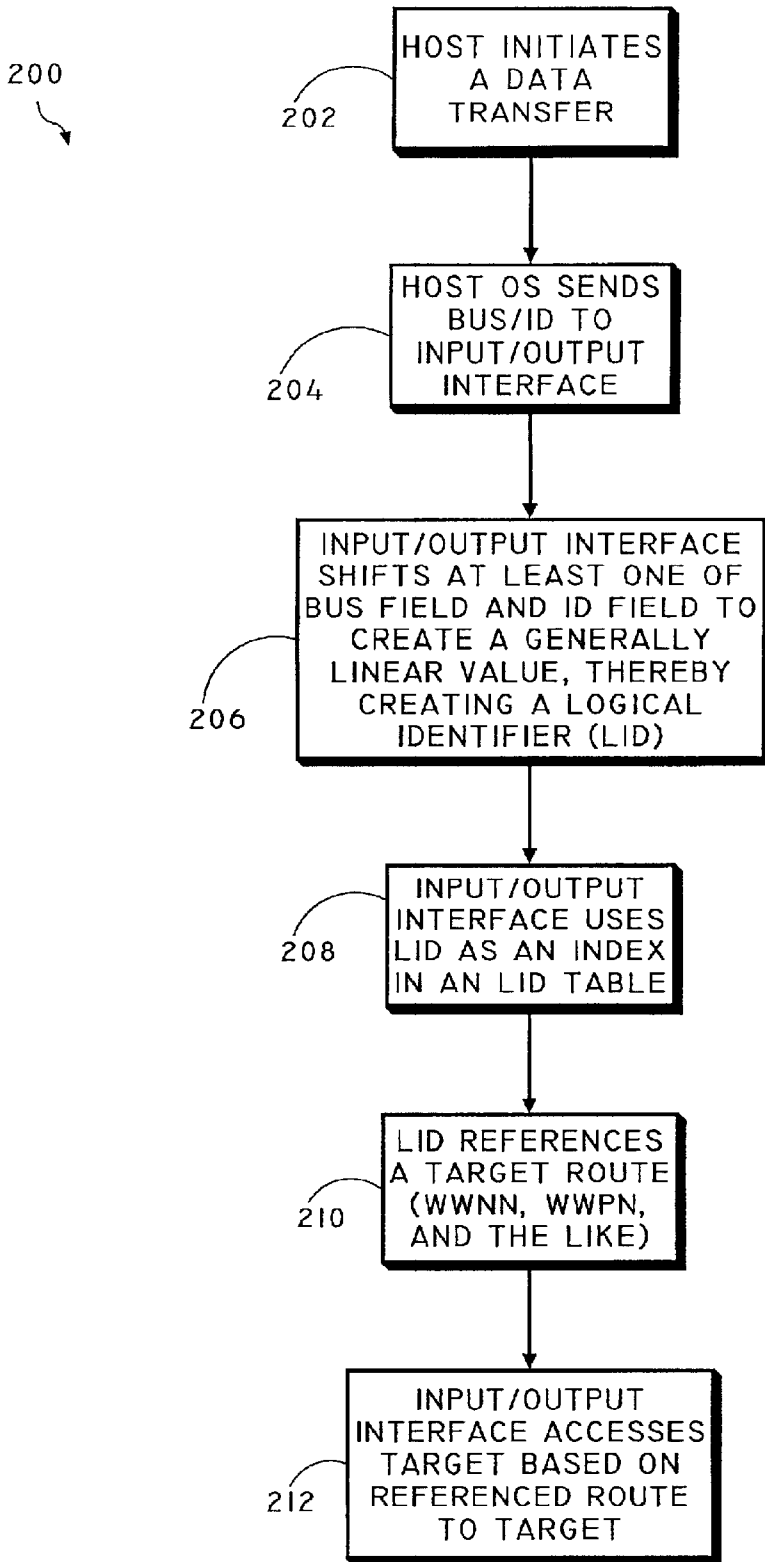 200
HOST INITIATES
A DATA
TRANSFER
202
HOST OS SENDS
BUS/ID TO
INPUT/OUTPUT
INTERFACE
204
INPUT/OUTPUT INTERFACE
SHIFTS AT LEAST ONE OF
BUS FIELD AND ID FIELD TO
CREATE A GENERALLY
LINEAR VALUE, THEREBY
CREATING A LOGICAL
IDENTIFIER (LID)
206
INPUT/OUTPUT
INTERFACE USES
LID AS AN INDEX
IN AN LID TABLE
208
LID REFERENCES
A TARGET ROUTE
(WWNN, WWPN,
AND THE LIKE)
210
INPUT/OUTPUT
INTERFACE ACCESSES
TARGET BASED ON
REFERENCED ROUTE
TO TARGET
212